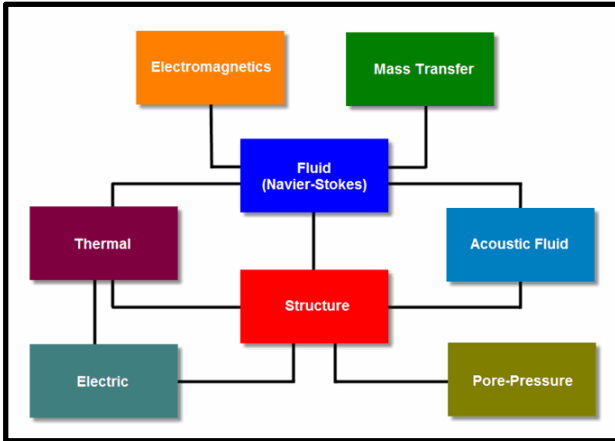 Electromagnetics
Mass Transfer
Fluid
(Navier-Stokes)
Thermal
Acoustic Fluid
Structure
Electric
Pore-Pressure